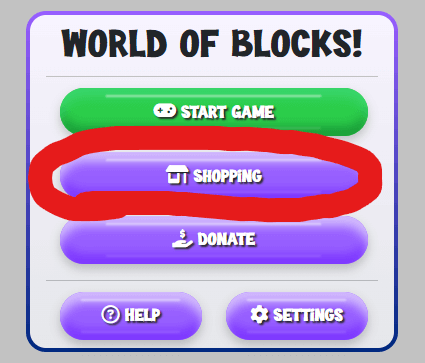 WORLD OF BLOCKS!
START GAME
SHOPPING
DONATE
HELP SETTINGS